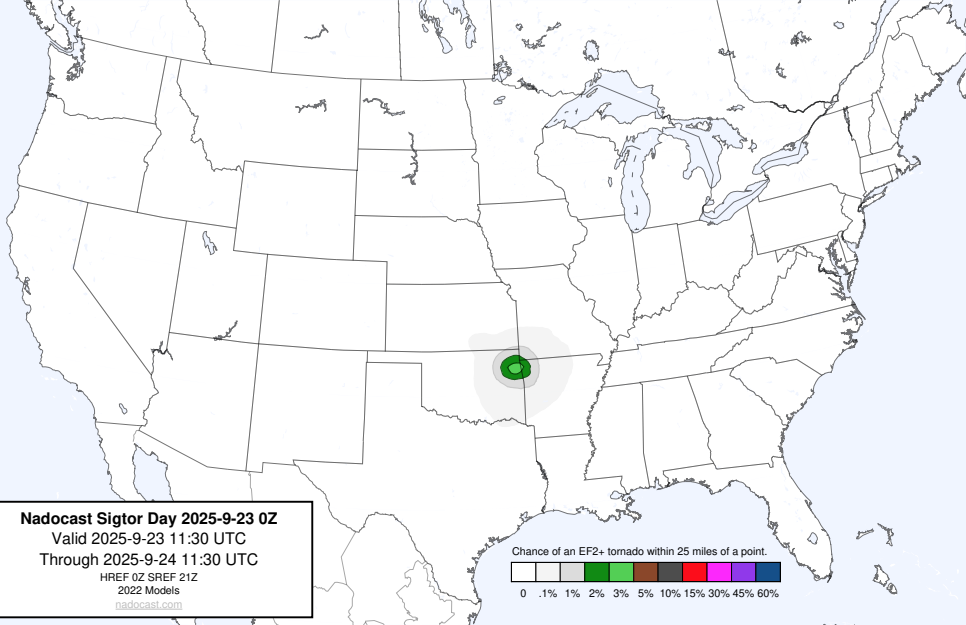 Nadocast Sigtor Day 2025-9-23 0Z
Valid 2025-9-23 11:30 UTC
Through 2025-9-24 11:30 UTC
HREF 0Z SREF 21Z
2022 Models
nadocast.com
Chance of an EF2+ tornado within 25 miles of a point.
0 .1% 1% 2% 3% 5% 10% 15% 30% 45% 60%